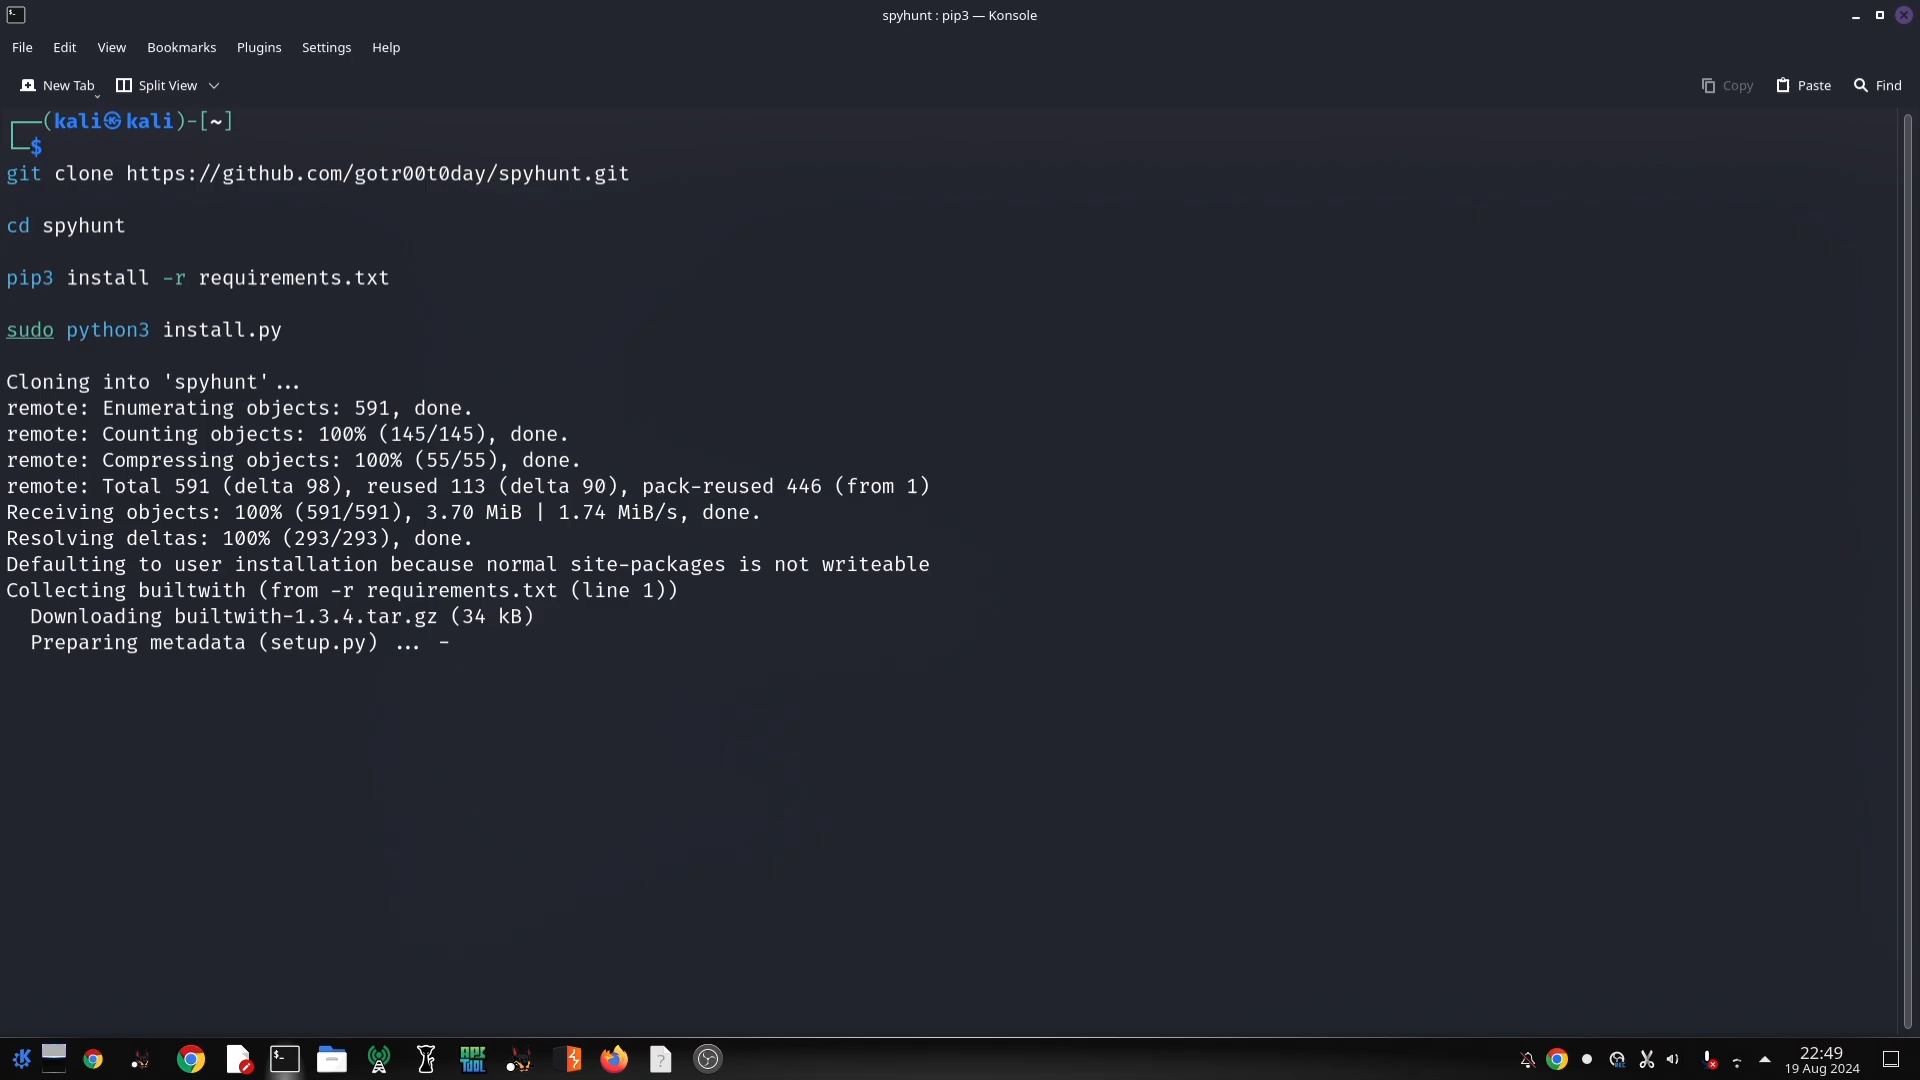 spyhunt : pip3 — Konsole
File Edit View Bookmarks Plugins Settings Help
New Tab Split View Copy Paste Find
┌──(kali㉿kali)-[~]
└─$
git clone https://github.com/gotr00t0day/spyhunt.git
cd spyhunt
pip3 install -r requirements.txt
sudo python3 install.py
Cloning into 'spyhunt'...
remote: Enumerating objects: 591, done.
remote: Counting objects: 100% (145/145), done.
remote: Compressing objects: 100% (55/55), done.
remote: Total 591 (delta 98), reused 113 (delta 90), pack-reused 446 (from 1)
Receiving objects: 100% (591/591), 3.70 MiB | 1.74 MiB/s, done.
Resolving deltas: 100% (293/293), done.
Defaulting to user installation because normal site-packages is not writeable
Collecting builtwith (from -r requirements.txt (line 1))
Downloading builtwith-1.3.4.tar.gz (34 kB)
Preparing metadata (setup.py) ... -
APK
TOOL
22:49
19 Aug 2024